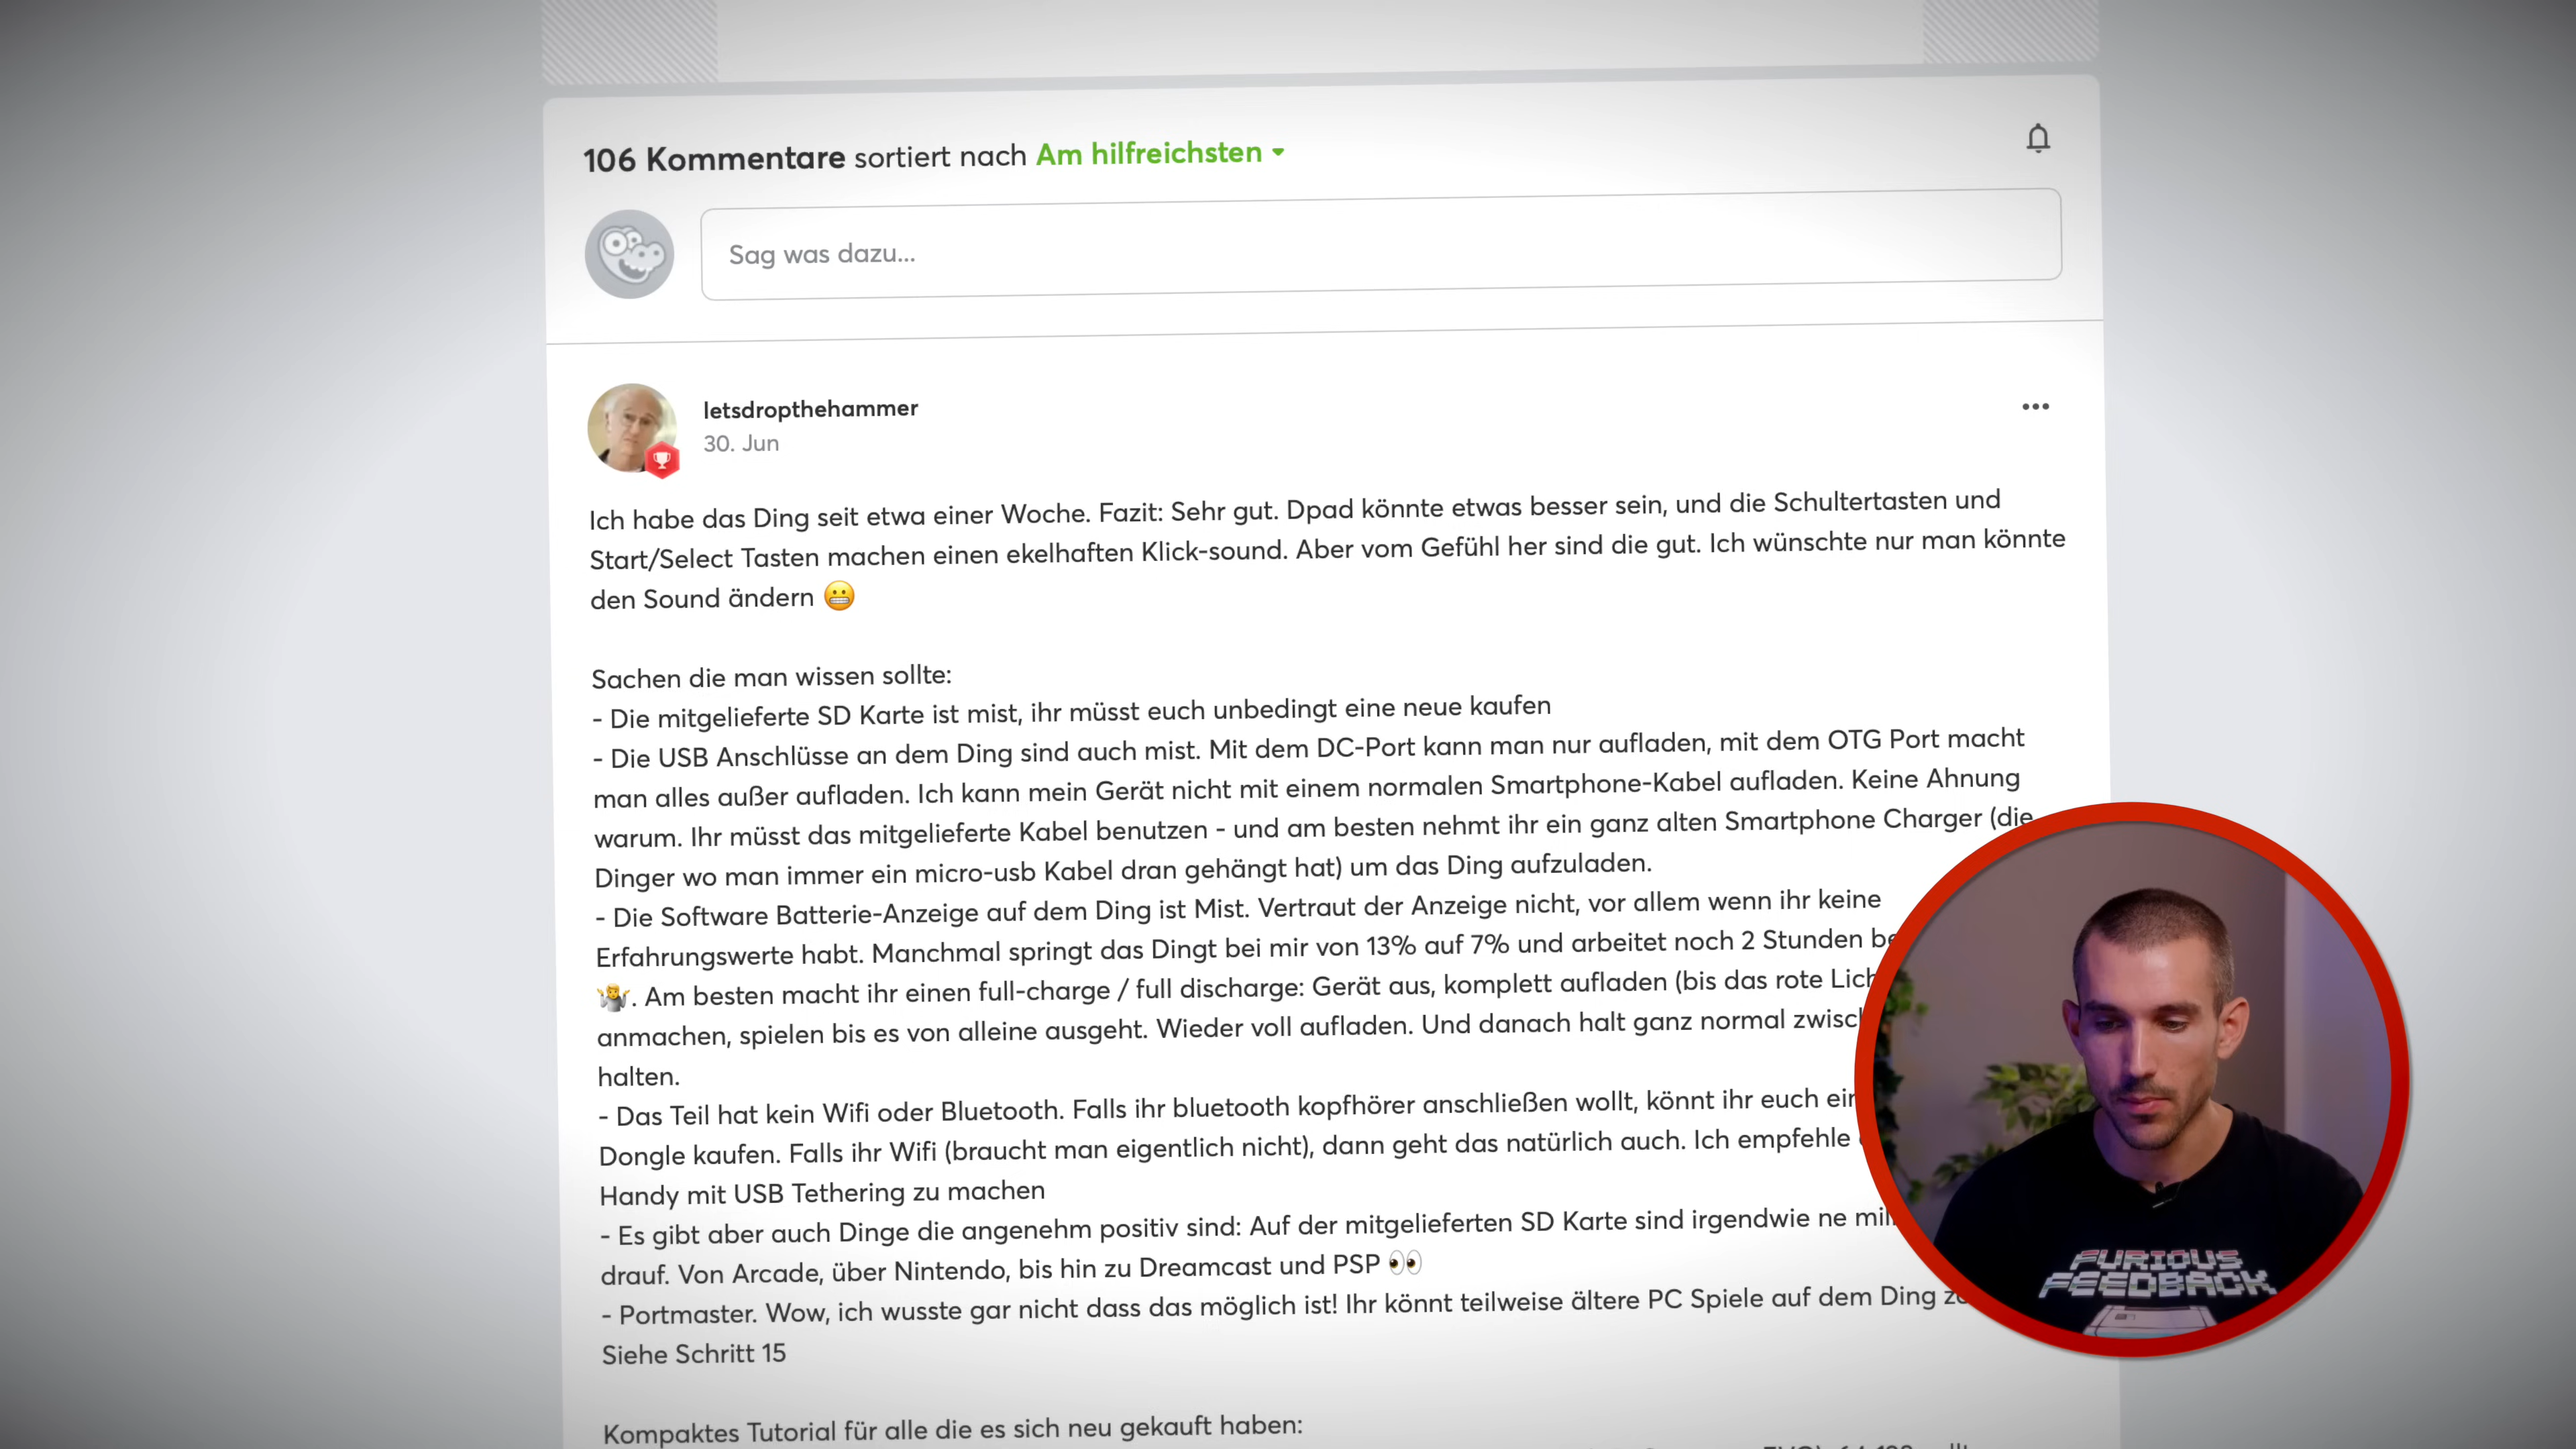 106 Kommentare sortiert nach Am hilfreichsten
Sag was dazu...
letsdropthehammer
30. Jun
Ich habe das Ding seit etwa einer Woche. Fazit: Sehr gut. Dpad könnte etwas besser sein, und die Schultertasten und
Start/Select Tasten machen einen ekelhaften Klick-sound. Aber vom Gefühl her sind die gut. Ich wünschte nur man könnte
den Sound ändern 😬
Sachen die man wissen sollte:
- Die mitgelieferte SD Karte ist mist, ihr müsst euch unbedingt eine neue kaufen
- Die USB Anschlüsse an dem Ding sind auch mist. Mit dem DC-Port kann man nur aufladen, mit dem OTG Port macht
man alles außer aufladen. Ich kann mein Gerät nicht mit einem normalen Smartphone-Kabel aufladen. Keine Ahnung
warum. Ihr müsst das mitgelieferte Kabel benutzen - und am besten nehmt ihr ein ganz alten Smartphone Charger (die
Dinger wo man immer ein micro-usb Kabel dran gehängt hat) um das Ding aufzuladen.
- Die Software Batterie-Anzeige auf dem Ding ist Mist. Vertraut der Anzeige nicht, vor allem wenn ihr keine
Erfahrungswerte habt. Manchmal springt das Dingt bei mir von 13% auf 7% und arbeitet noch 2 Stunden
🤷. Am besten macht ihr einen full-charge / full discharge: Gerät aus, komplett aufladen (bis das rote
anmachen, spielen bis es von alleine ausgeht. Wieder voll aufladen. Und danach halt ganz normal
halten.
- Das Teil hat kein Wifi oder Bluetooth. Falls ihr bluetooth kopfhörer anschließen wollt, könnt ihr euch
Dongle kaufen. Falls ihr Wifi (braucht man eigentlich nicht), dann geht das natürlich auch. Ich empfehle
Handy mit USB Tethering zu machen
- Es gibt aber auch Dinge die angenehm positiv sind: Auf der mitgelieferten SD Karte sind irgendwie ne
drauf. Von Arcade, über Nintendo, bis hin zu Dreamcast und PSP 👀
- Portmaster. Wow, ich wusste gar nicht dass das möglich ist! Ihr könnt teilweise ältere PC Spiele auf dem Ding
Siehe Schritt 15
Kompaktes Tutorial für alle die es sich neu gekauft haben:
FURIOUS
FEEDBACK